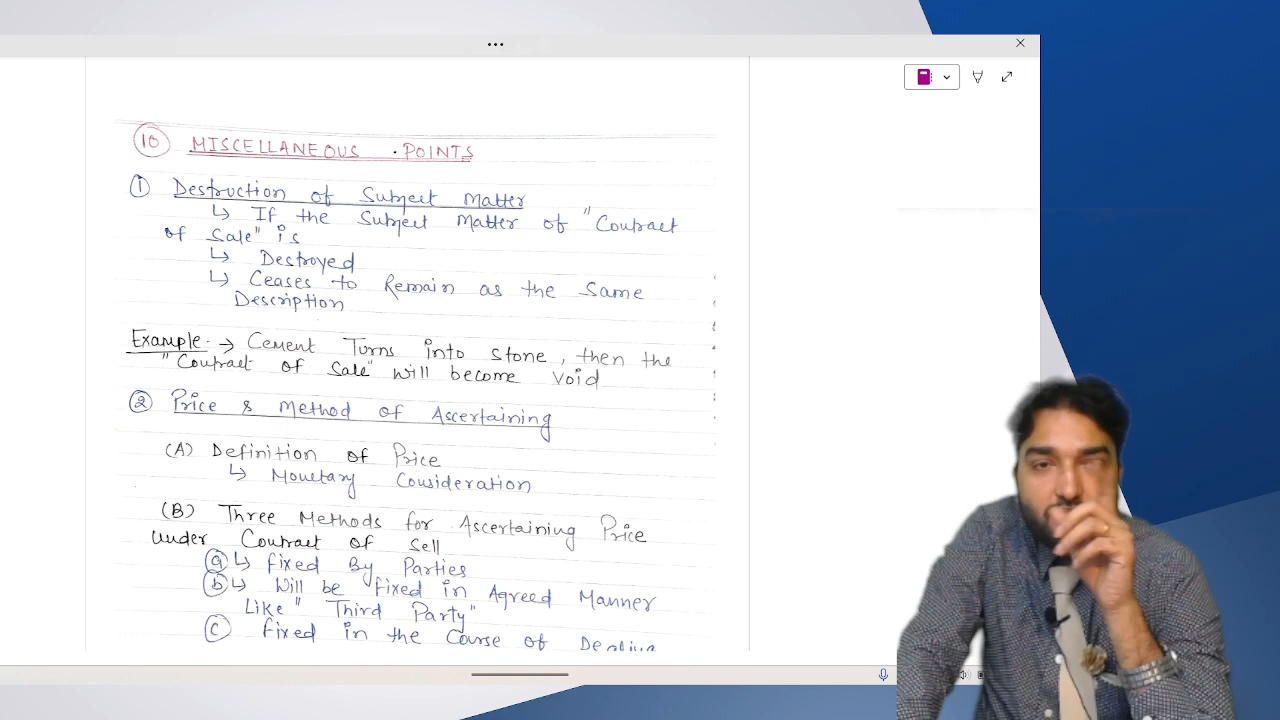 10 MISCELLANEOUS POINTS
① Destruction of Subject Matter
↳ If the Subject Matter of "Contract
of Sale" is
↳ Destroyed
↳ Ceases to Remain as the Same
Description
Example → Cement Turns into stone, then the
"Contract of Sale" will become void
② Price & Method of Ascertaining
(A) Definition of Price
↳ Monetary Consideration
(B) Three Methods for Ascertaining Price
under Contract of Sell
ⓐ ↳ fixed By Parties
ⓑ ↳ Will be fixed in Agreed Manner
Like "Third Party"
ⓒ fixed in the Course of Dealing